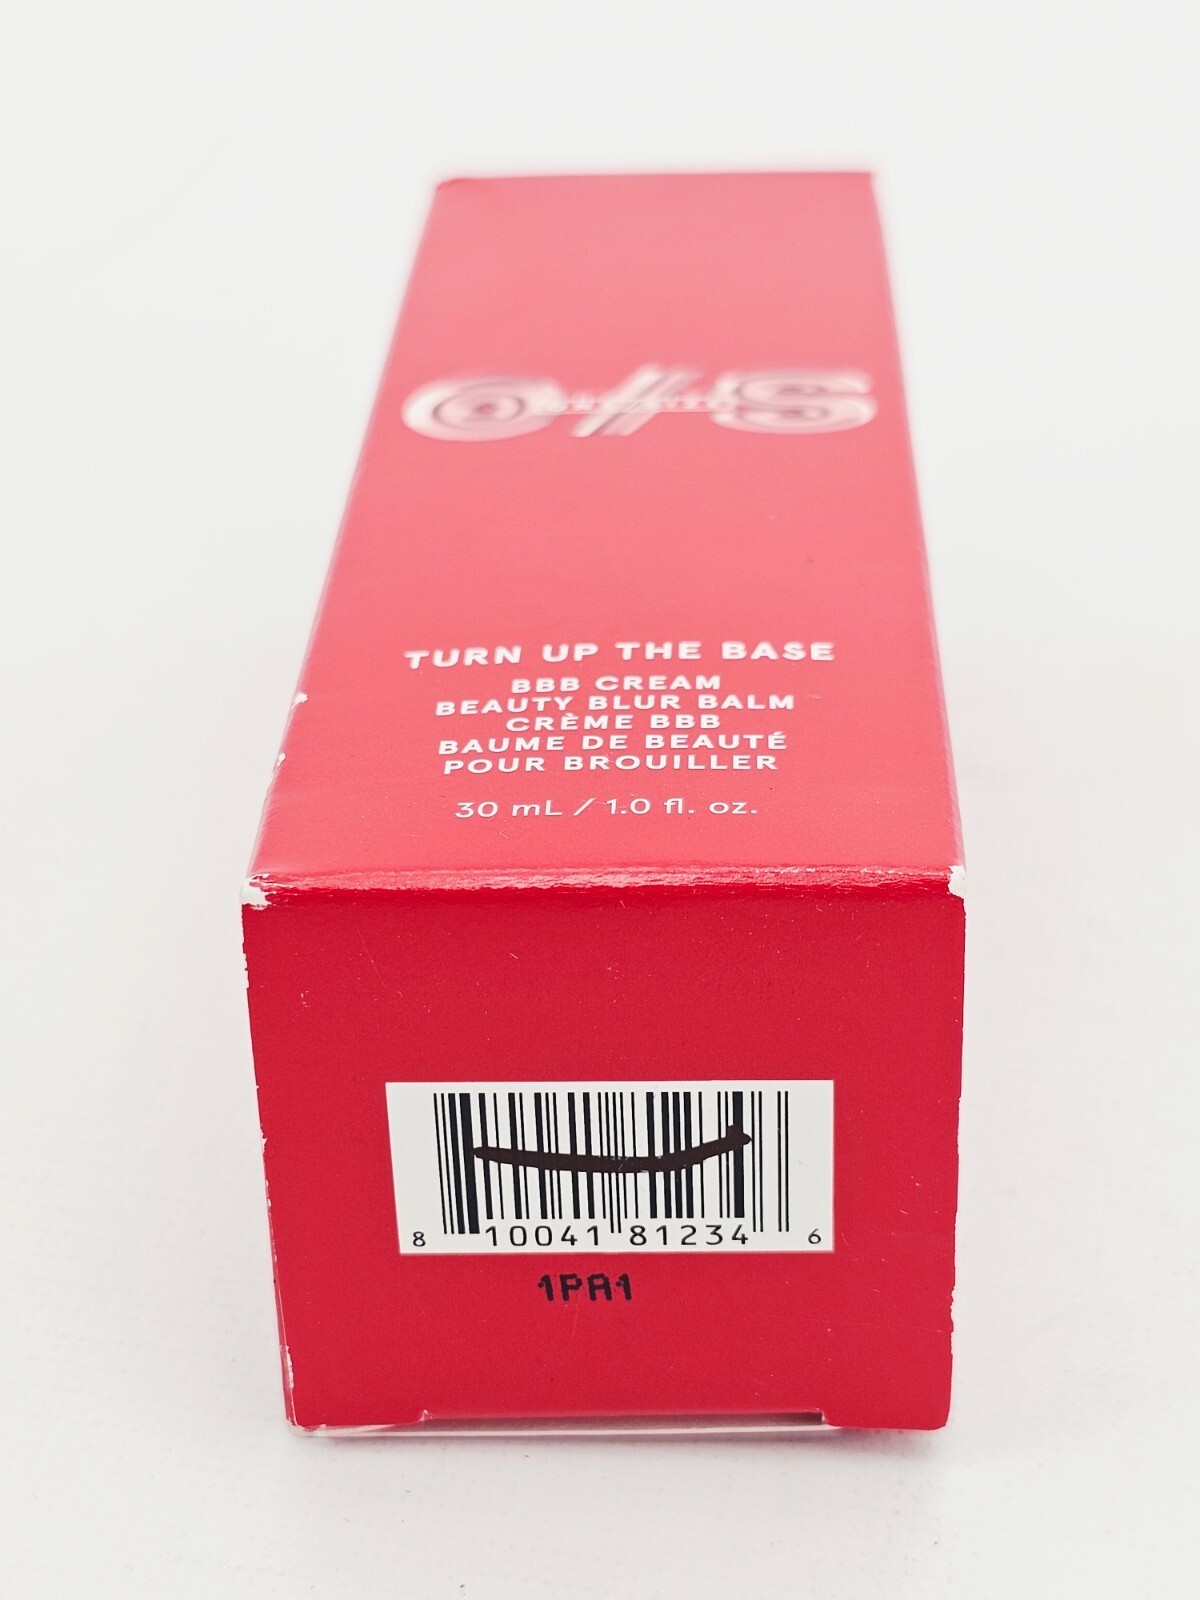 O/S
TURN UP THE BASE
BBB CREAM
BEAUTY BLUR BALM
CRÈME BBB
BAUME DE BEAUTÉ
POUR BROUILLER
30 mL / 1.0 fl. oz.
8 10041 81234 6
1PA1